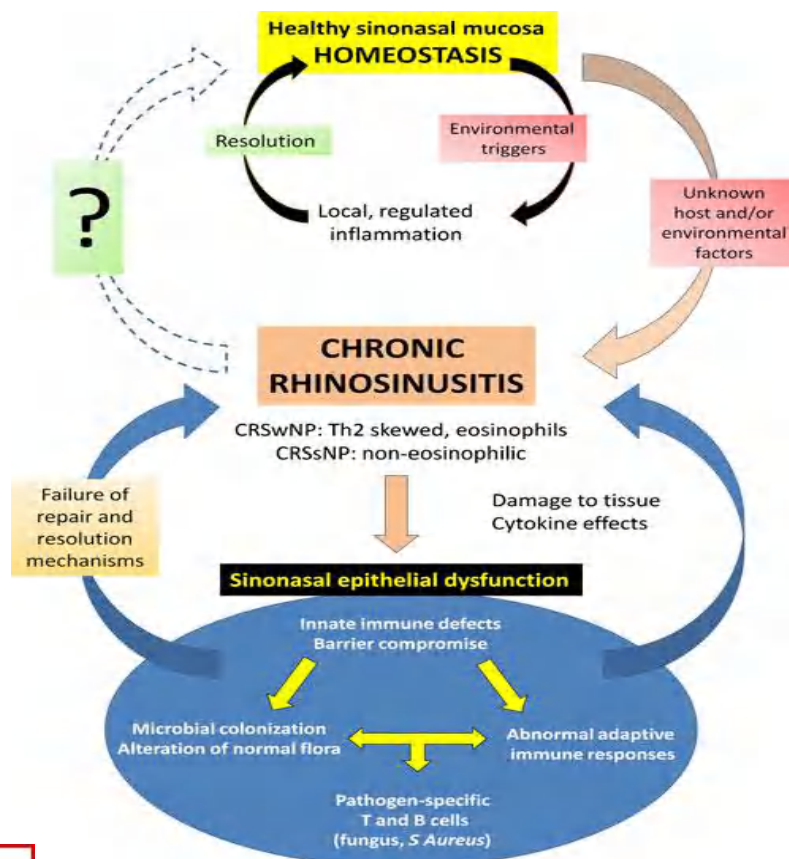 Healthy sinonasal mucosa
HOMEOSTASIS
Resolution
Environmental
triggers
Local, regulated
inflammation
?
Unknown
host and/or
environmental
factors
CHRONIC
RHINOSINUSITIS
CRSwNP: Th2 skewed, eosinophils
CRSsNP: non-eosinophilic
Failure of
repair and
resolution
mechanisms
Damage to tissue
Cytokine effects
Sinonasal epithelial dysfunction
Innate immune defects
Barrier compromise
Microbial colonization
Alteration of normal flora
Abnormal adaptive
immune responses
Pathogen-specific
T and B cells
(fungus, S Aureus)